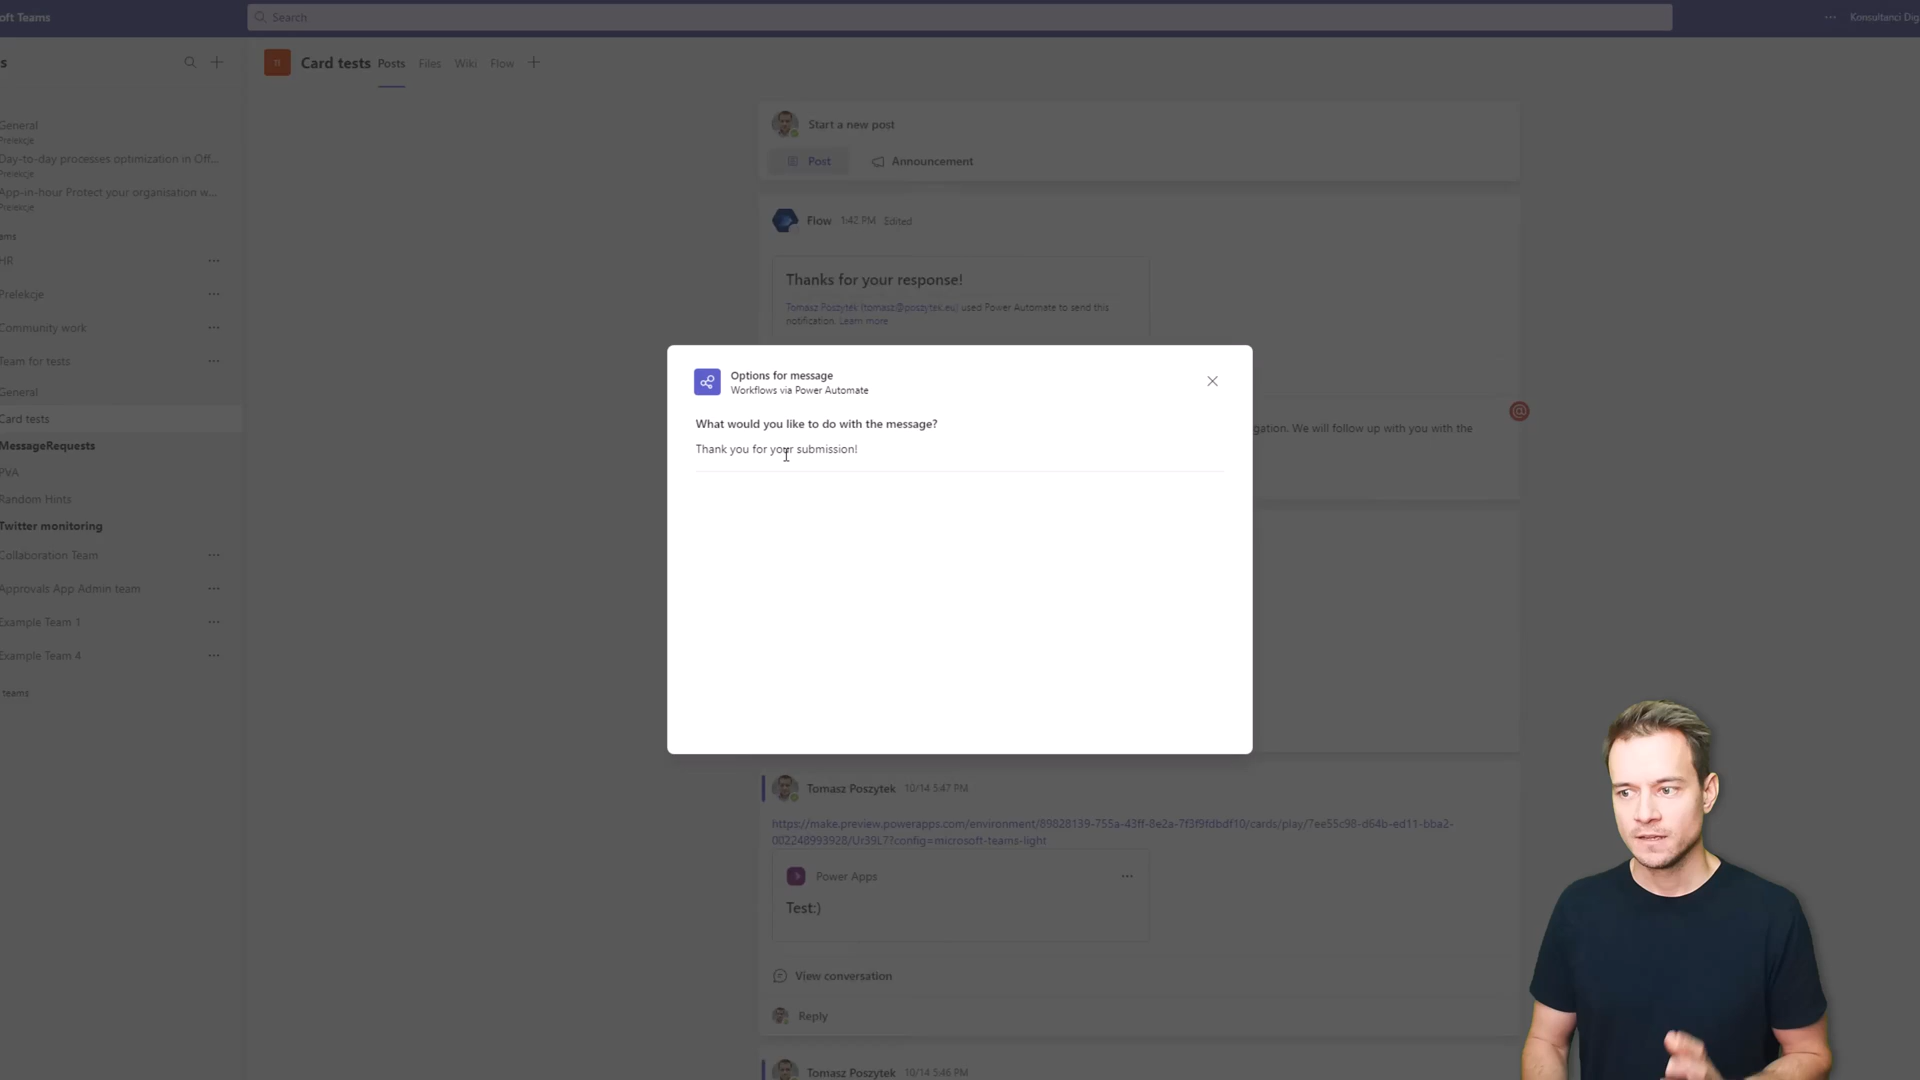 oft Teams
Search
Konsultanci Dig
s
Card tests Posts Files Wiki Flow
General
Prelekcje
Day-to-day processes optimization in Off...
Prelekcje
App-in-hour Protect your organisation w...
Prelekcje
ams
HR
Prelekcje
Community work
Team for tests
General
Card tests
MessageRequests
PVA
Random Hints
Twitter monitoring
Collaboration Team
Approvals App Admin team
Example Team 1
Example Team 4
teams
Start a new post
Post Announcement
Flow 1:42 PM Edited
Thanks for your response!
Tomasz Poszytek (tomasz@poszytek.eu) used Power Automate to send this
notification. Learn more
gation. We will follow up with you with the
Options for message
Workflows via Power Automate
What would you like to do with the message?
Thank you for your submission!
Tomasz Poszytek 10/14 5:47 PM
https://make.preview.powerapps.com/environment/89828139-755a-43ff-8e2a-7f3f9fdbdf10/cards/play/7ee55c98-d64b-ed11-bba2-
002248993928/Ur39L7?config=microsoft-teams-light
Power Apps
Test:)
View conversation
Reply
Tomasz Poszytek 10/14 5:46 PM